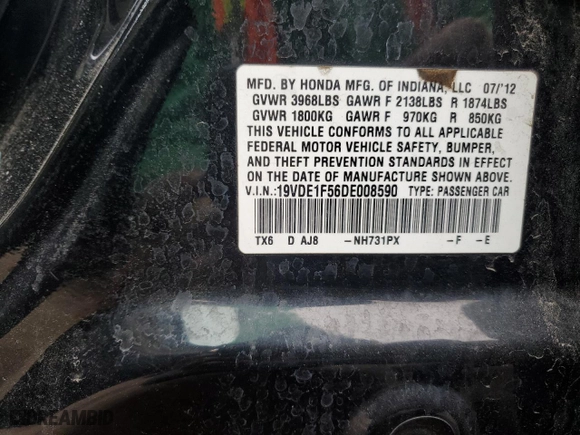 MFD. BY HONDA MFG. OF INDIANA, LLC 07/'12
GVWR 3968LBS GAWR F 2138LBS R 1874LBS
GVWR 1800KG GAWR F 970KG R 850KG
THIS VEHICLE CONFORMS TO ALL APPLICABLE
FEDERAL MOTOR VEHICLE SAFETY, BUMPER,
AND THEFT PREVENTION STANDARDS IN EFFECT
ON THE DATE OF MANUFACTURE SHOWN ABOVE.
V.I.N.: 19VDE1F56DE008590 TYPE: PASSENGER CAR
TX6 D AJ8 -NH731PX -F -E